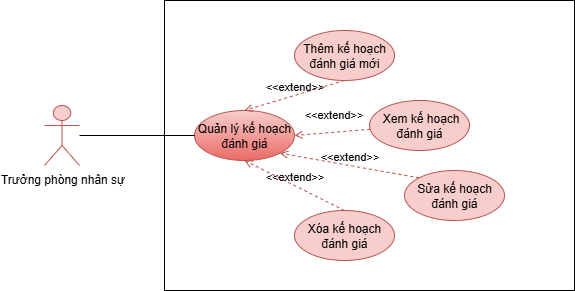 Thêm kế hoạch
đánh giá mới
<<extend>>
<<extend>>
Xem kế hoạch
đánh giá
Quản lý kế hoạch
đánh giá
<<extend>>
Trưởng phòng nhân sự
<<extend>>
Sửa kế hoạch
đánh giá
Xóa kế hoạch
đánh giá